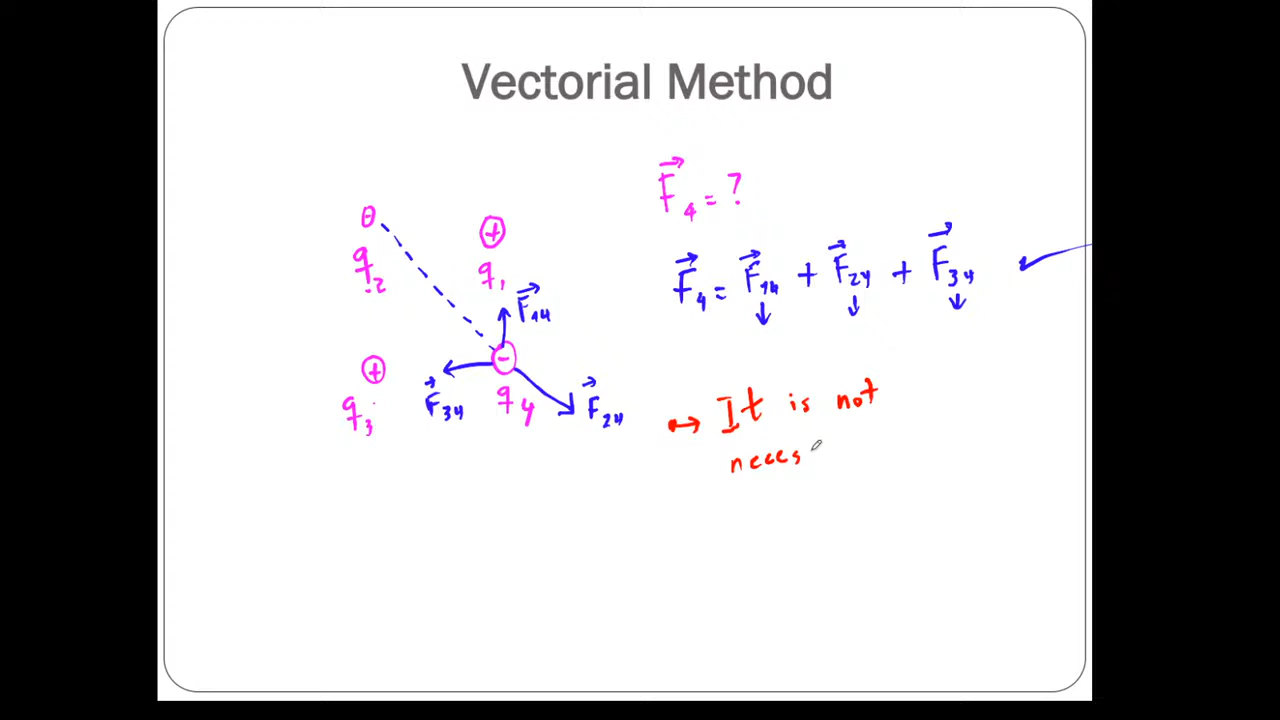 Vectorial Method
F⃗₄ = ?
F⃗₄ = F⃗₁₄ + F⃗₂₄ + F⃗₃₄
θ
+
q₂
q₁
F⃗₁₄
+
-
q₃
F⃗₃₄
q₄
F⃗₂₄
It is not
neces